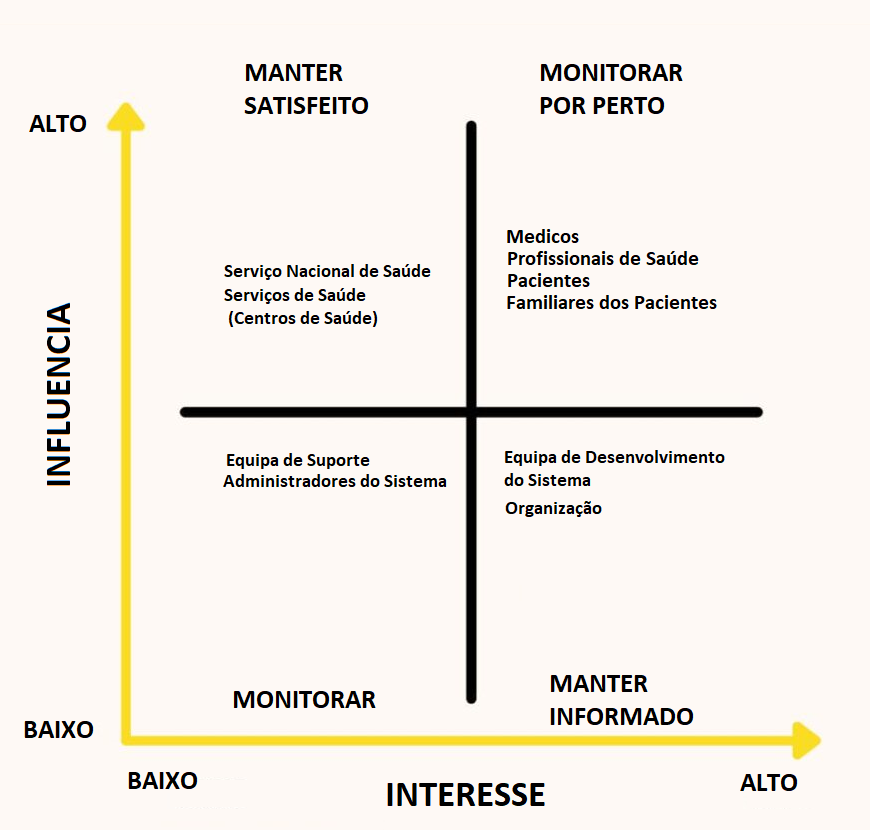 MANTER
SATISFEITO
MONITORAR
POR PERTO
ALTO
Serviço Nacional de Saúde
Serviços de Saúde
(Centros de Saúde)
Medicos
Profissionais de Saúde
Pacientes
Familiares dos Pacientes
INFLUENCIA
Equipa de Suporte
Administradores do Sistema
Equipa de Desenvolvimento
do Sistema
Organização
MONITORAR
MANTER
INFORMADO
BAIXO
BAIXO
INTERESSE
ALTO